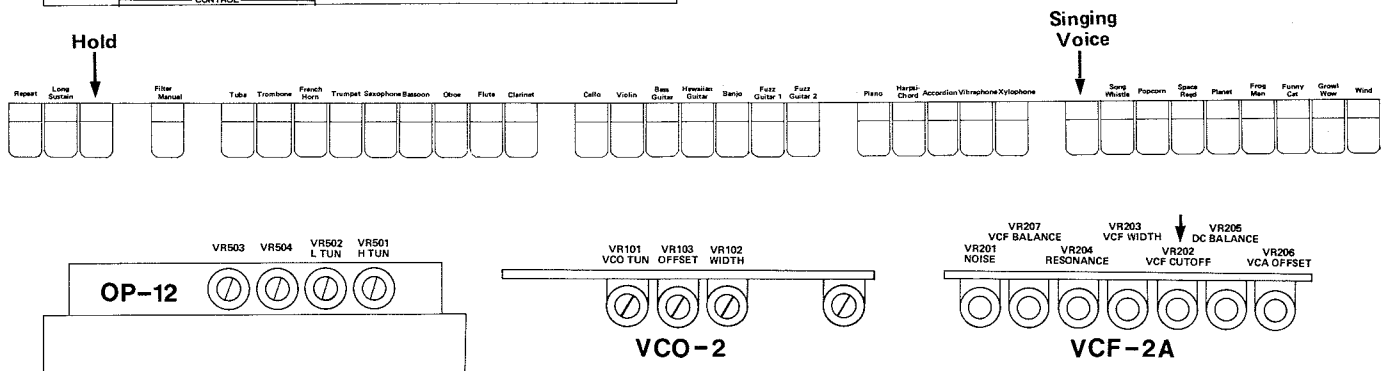 CONTROL
Hold
Singing
Voice
Repeat
Long
Sustain
Filter
Manual
Tuba
Trombone
French
Horn
Trumpet
Saxophone
Bassoon
Oboe
Flute
Clarinet
Cello
Violin
Bass
Guitar
Hawaiian
Guitar
Banjo
Fuzz
Guitar 1
Fuzz
Guitar 2
Piano
Harpsi-
Chord
Accordion
Vibraphone
Xylophone
Song
Whistle
Popcorn
Space
Reed
Planet
Frog
Man
Funny
Cat
Growl
Wow
Wind
VR503
VR504
VR502
L TUN
VR501
H TUN
OP-12
VR101
VCO TUN
VR103
OFFSET
VR102
WIDTH
VCO-2
VR201
NOISE
VR207
VCF BALANCE
VR204
RESONANCE
VR203
VCF WIDTH
VR202
VCF CUTOFF
VR205
DC BALANCE
VR206
VCA OFFSET
VCF-2A